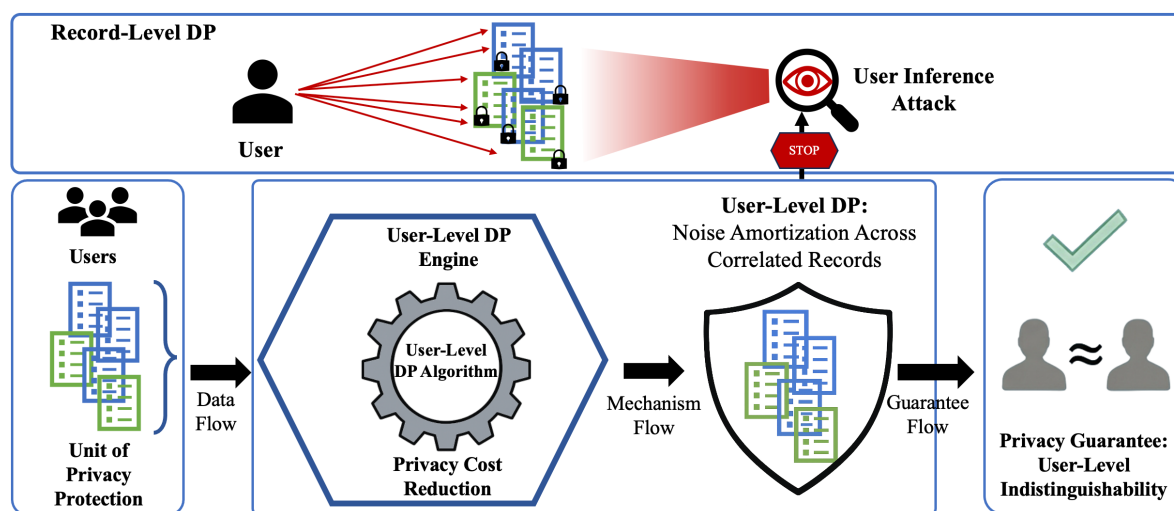 Record-Level DP
User
User Inference
Attack
STOP
Users
Unit of
Privacy
Protection
Data
Flow
User-Level DP
Engine
User-Level
DP Algorithm
Privacy Cost
Reduction
Mechanism
Flow
User-Level DP:
Noise Amortization Across
Correlated Records
Guarantee
Flow
Privacy Guarantee:
User-Level
Indistinguishability